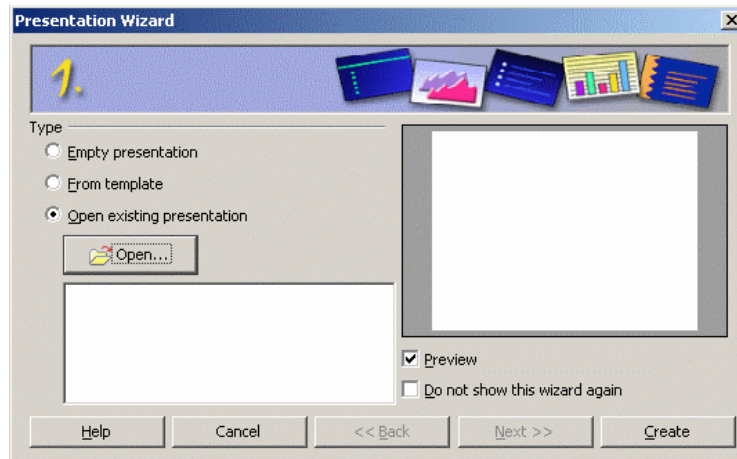 Presentation Wizard
1.
Type
Empty presentation
From template
Open existing presentation
Open...
Preview
Do not show this wizard again
Help
Cancel
<< Back
Next >>
Create